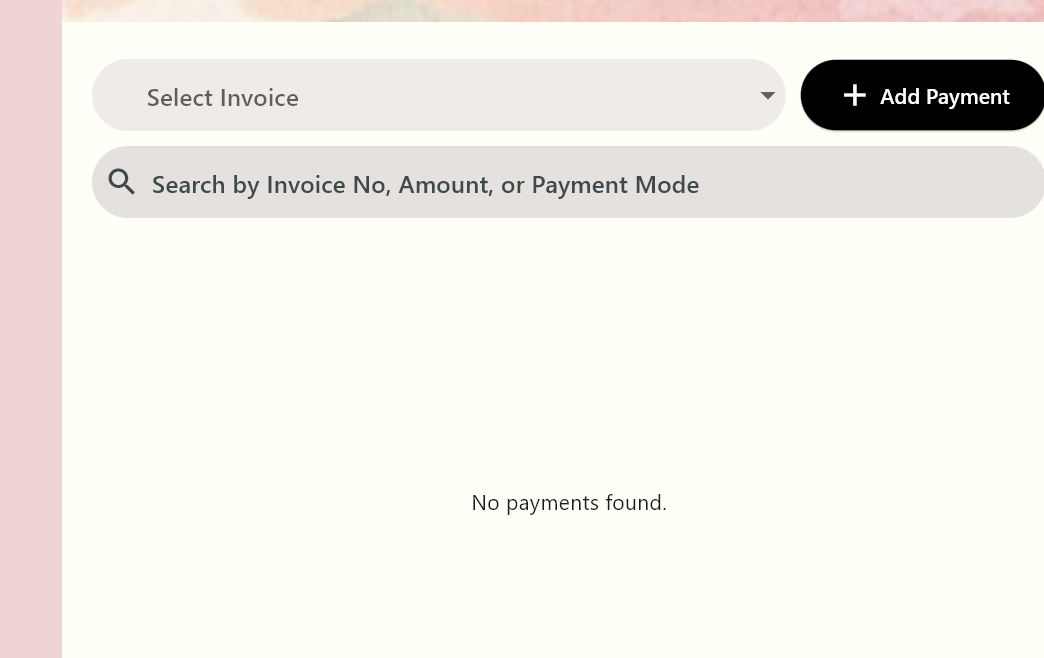 Select Invoice
Add Payment
Search by Invoice No, Amount, or Payment Mode
No payments found.